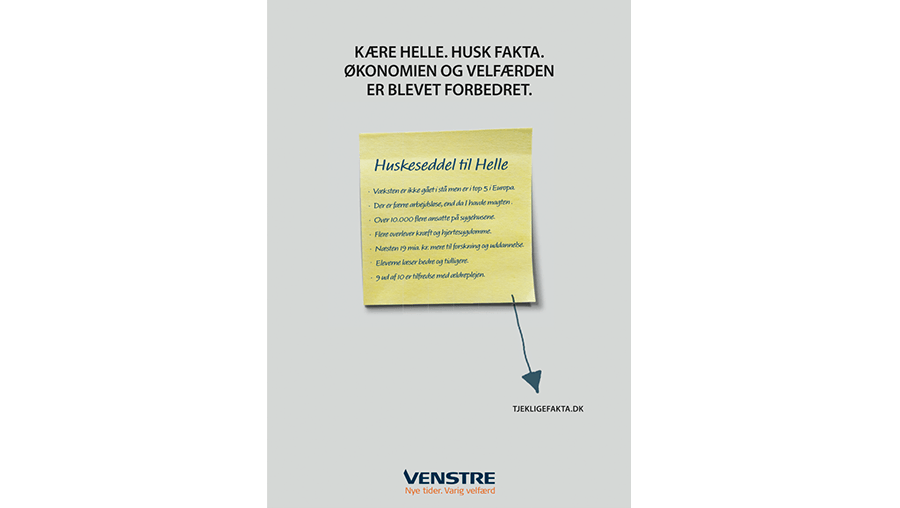 KÆRE HELLE. HUSK FAKTA.
ØKONOMIEN OG VELFÆRDEN
ER BLEVET FORBEDRET.
Huskeseddel til Helle
· Væksten er ikke gået i stå men er i top 5 i Europa.
· Der er færre arbejdsløse, end da I havde magten.
· Over 10.000 flere ansatte på sygehusene.
· Flere overlever kræft og hjertesygdomme.
· Næsten 19 mia. kr. mere til forskning og uddannelse.
· Eleverne læser bedre og tidligere.
· 9 ud af 10 er tilfredse med ældreplejen.
TJEKLIGEFAKTA.DK
VENSTRE
Nye tider. Varig velfærd